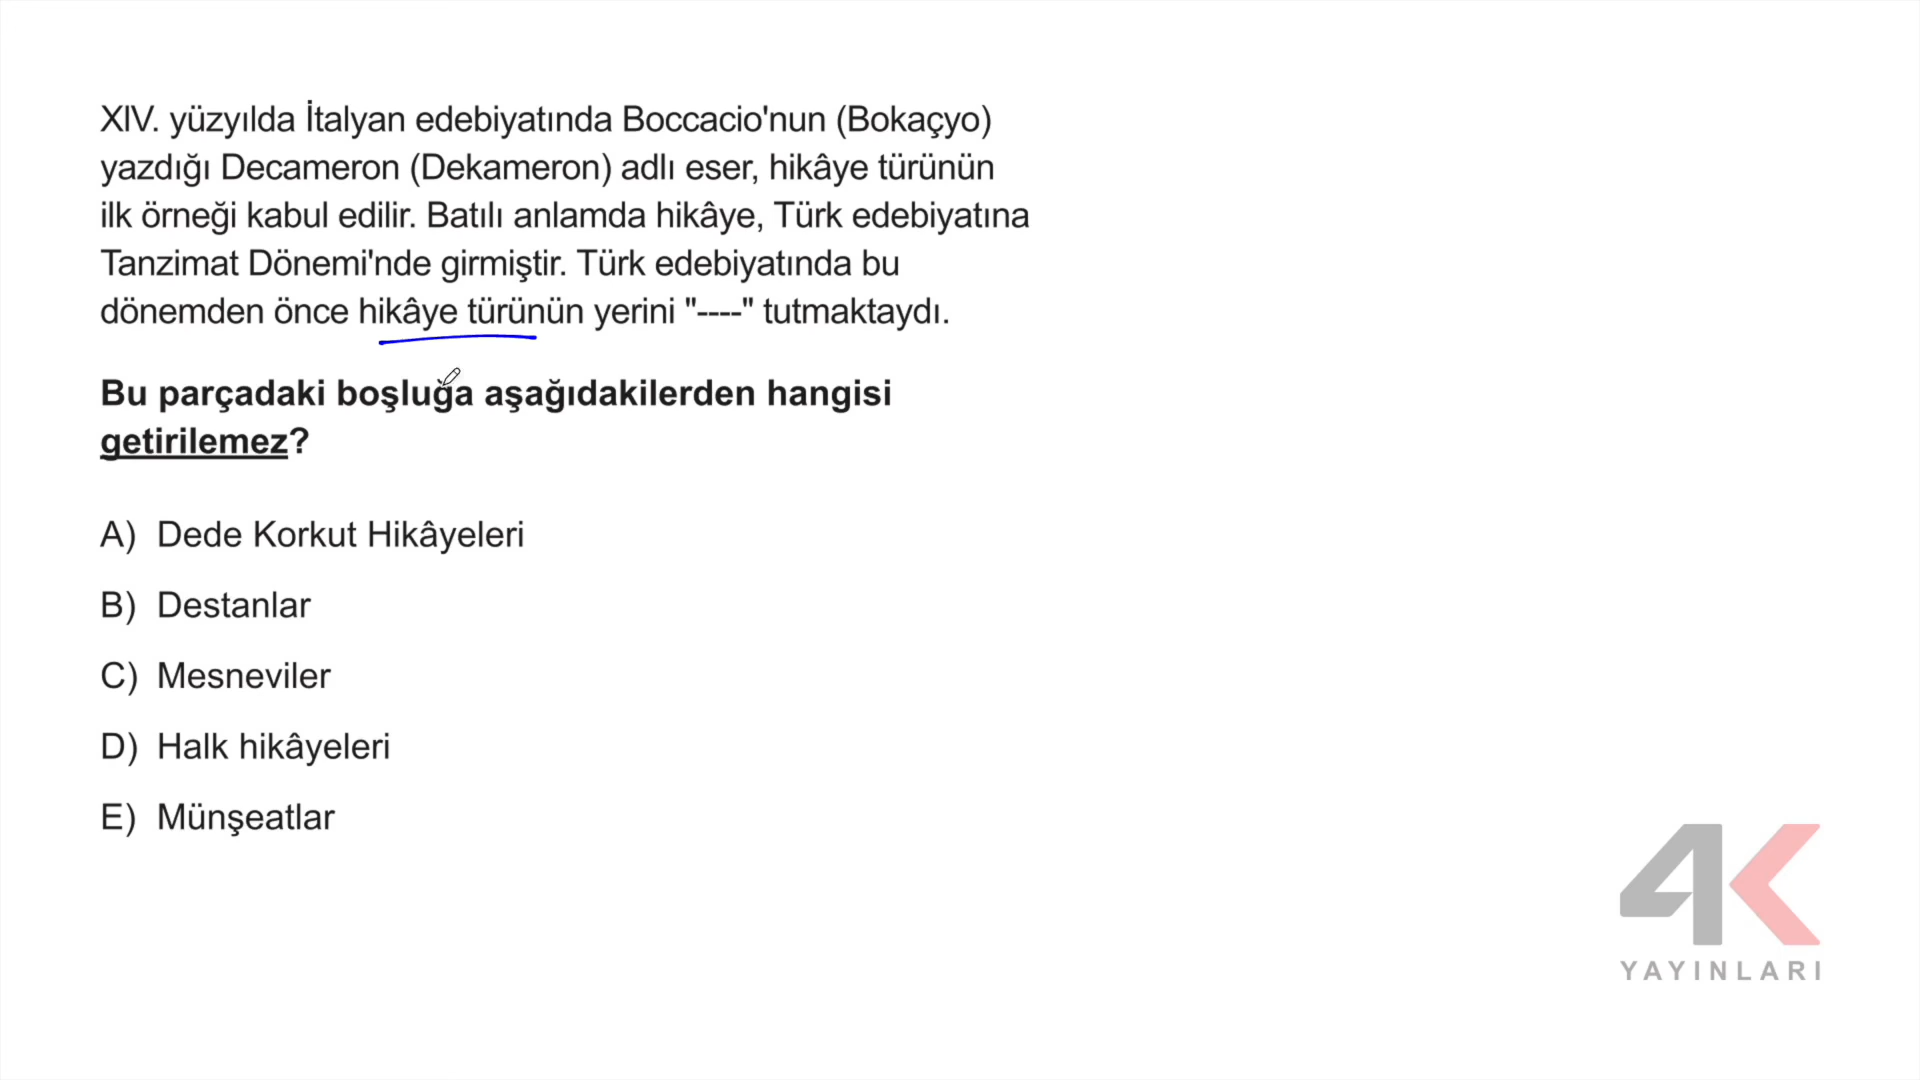 XIV. yüzyılda İtalyan edebiyatında Boccacio'nun (Bokaçyo)
yazdığı Decameron (Dekameron) adlı eser, hikâye türünün
ilk örneği kabul edilir. Batılı anlamda hikâye, Türk edebiyatına
Tanzimat Dönemi'nde girmiştir. Türk edebiyatında bu
dönemden önce hikâye türünün yerini "----" tutmaktaydı.
Bu parçadaki boşluğa aşağıdakilerden hangisi
getirilemez?
A) Dede Korkut Hikâyeleri
B) Destanlar
C) Mesneviler
D) Halk hikâyeleri
E) Münşeatlar
4K
YAYINLARI